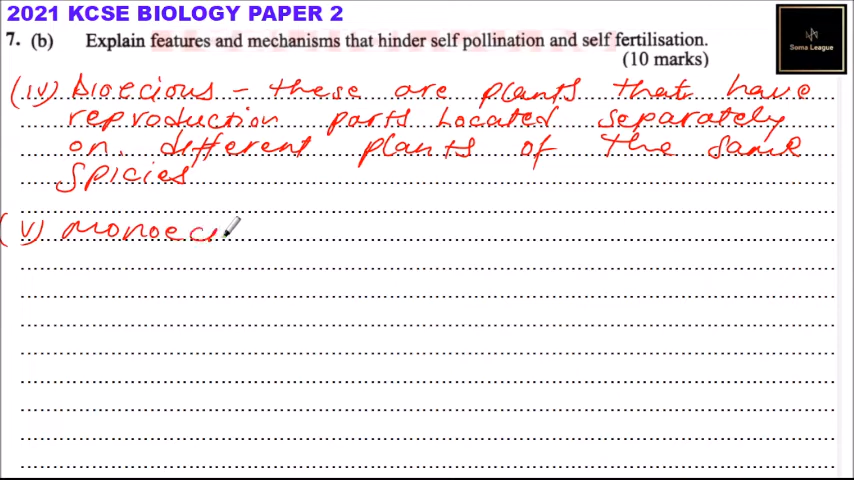 2021 KCSE BIOLOGY PAPER 2
7. (b) Explain features and mechanisms that hinder self pollination and self fertilisation.
(10 marks)
Soma League
(iv) Dioecious - these are plants that have
reproduction parts Located separately
on different plants of the same
spicies
(v) monoeci